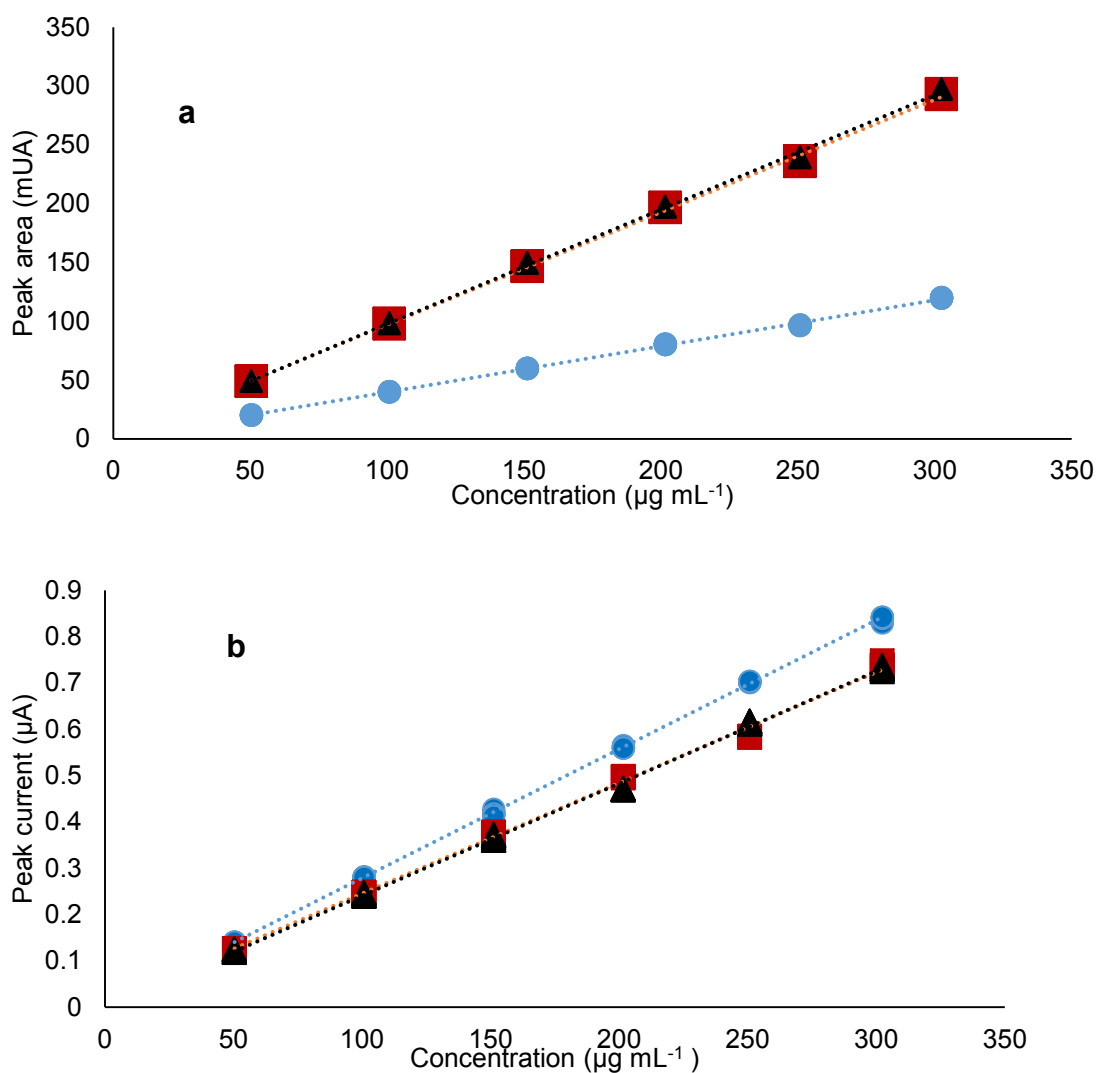 350
300
250
200
150
100
50
0
Peak area (mUA)
a
0 50 100 150 200 250 300 350
Concentration (µg mL⁻¹)
0.9
0.8
0.7
0.6
0.5
0.4
0.3
0.2
0.1
0
Peak current (µA)
b
0 50 100 150 200 250 300 350
Concentration (µg mL⁻¹ )